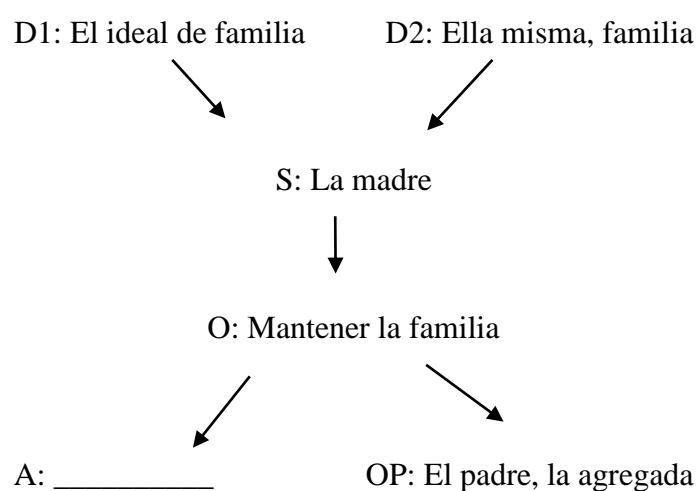 D1: El ideal de familia D2: Ella misma, familia
S: La madre
O: Mantener la familia
A: __________ OP: El padre, la agregada